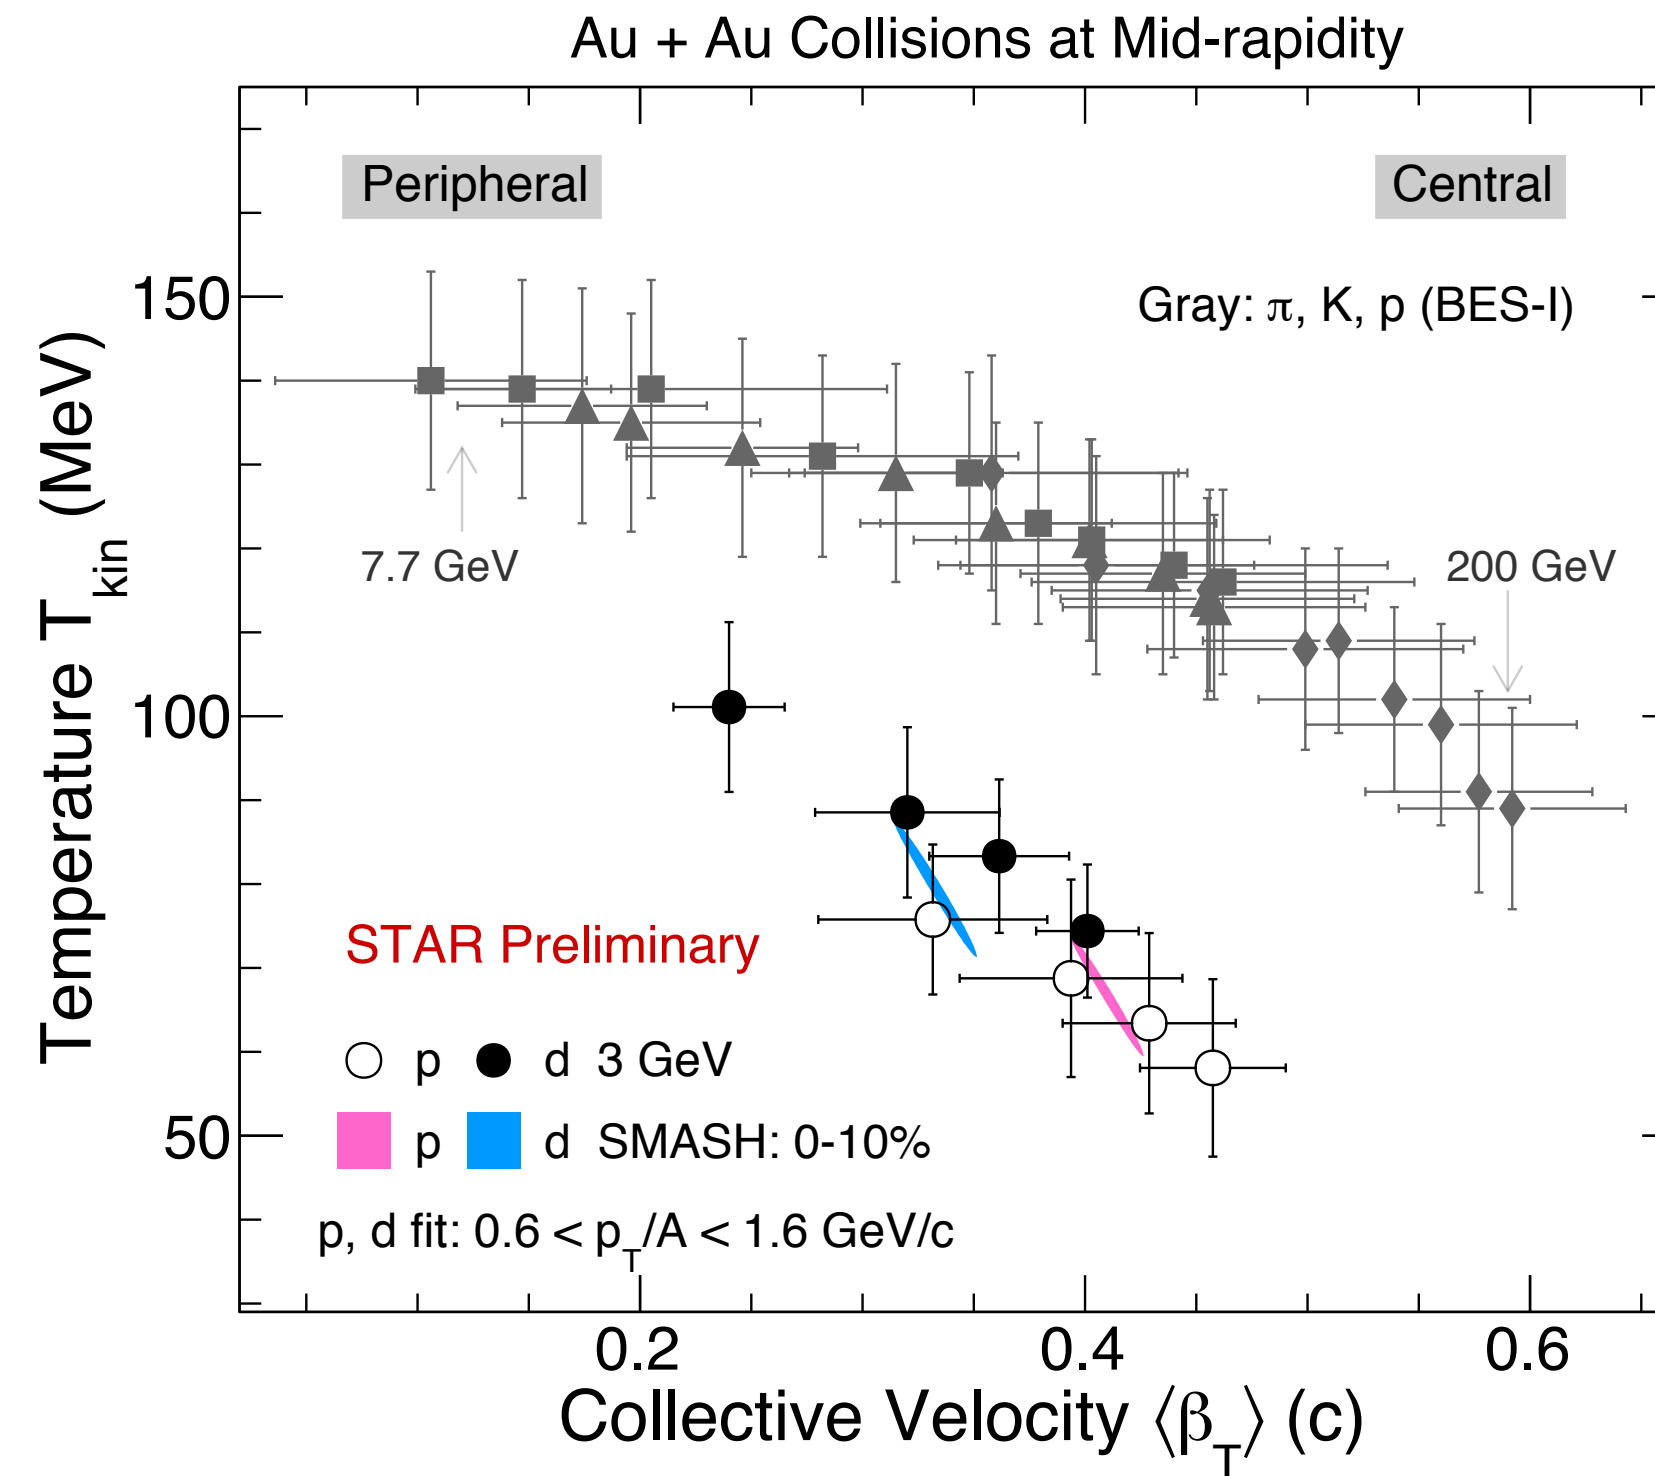 Au + Au Collisions at Mid-rapidity
Peripheral
Central
Gray: π, K, p (BES-I)
150
100
50
Temperature T_kin (MeV)
7.7 GeV
200 GeV
STAR Preliminary
p d 3 GeV
p d SMASH: 0-10%
p, d fit: 0.6 < p_T/A < 1.6 GeV/c
0.2 0.4 0.6
Collective Velocity ⟨β_T⟩ (c)